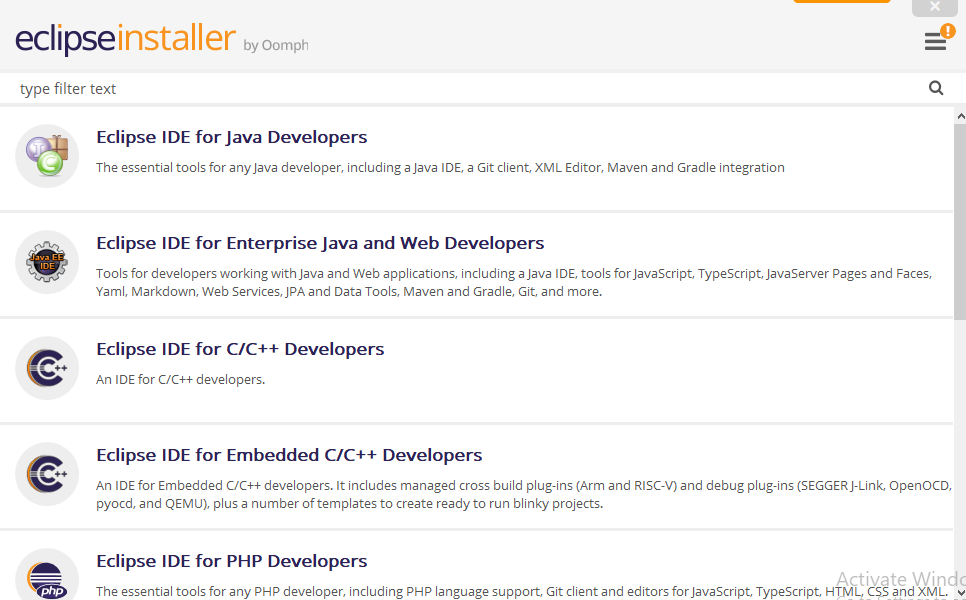 eclipseinstaller by Oomph
!
type filter text
Eclipse IDE for Java Developers
The essential tools for any Java developer, including a Java IDE, a Git client, XML Editor, Maven and Gradle integration
Java EE
IDE
Eclipse IDE for Enterprise Java and Web Developers
Tools for developers working with Java and Web applications, including a Java IDE, tools for JavaScript, TypeScript, JavaServer Pages and Faces,
Yaml, Markdown, Web Services, JPA and Data Tools, Maven and Gradle, Git, and more.
C++
Eclipse IDE for C/C++ Developers
An IDE for C/C++ developers.
C++
Eclipse IDE for Embedded C/C++ Developers
An IDE for Embedded C/C++ developers. It includes managed cross build plug-ins (Arm and RISC-V) and debug plug-ins (SEGGER J-Link, OpenOCD,
pyocd, and QEMU), plus a number of templates to create ready to run blinky projects.
php
Eclipse IDE for PHP Developers
The essential tools for any PHP developer, including PHP language support, Git client and editors for JavaScript, TypeScript, HTML, CSS and XML.
Activate Windo